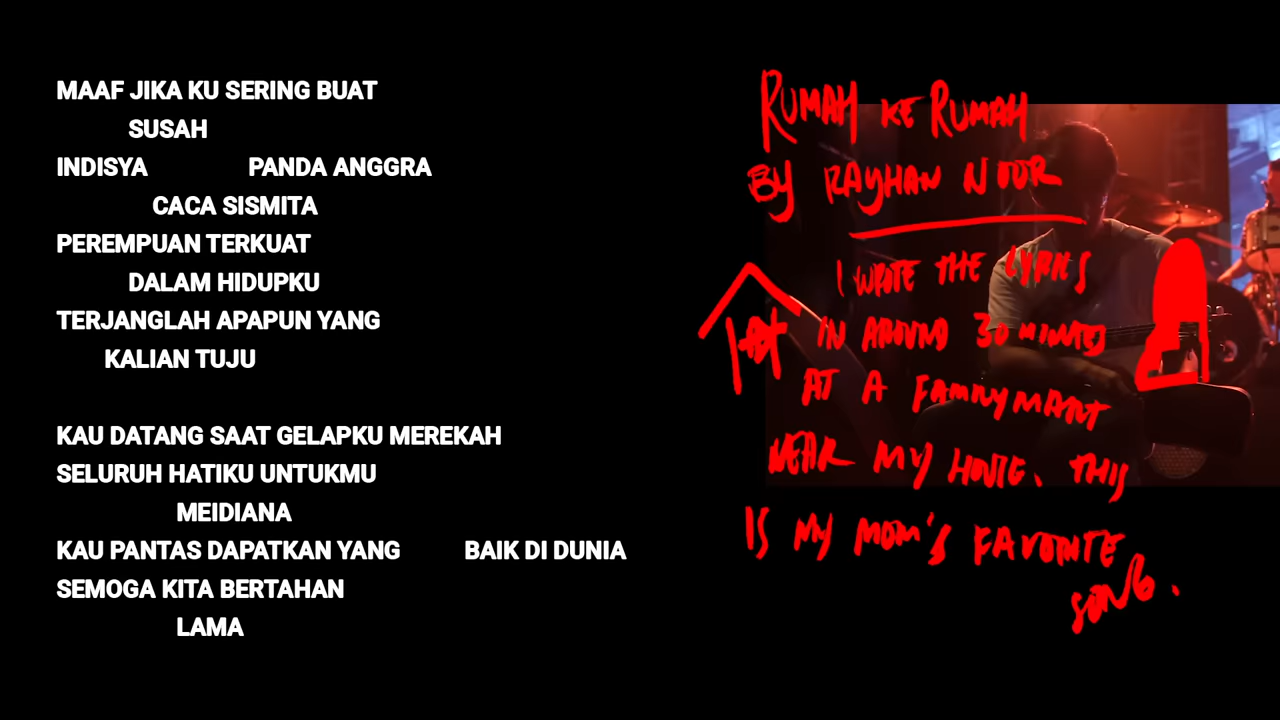 MAAF JIKA KU SERING BUAT
SUSAH
INDISYA PANDA ANGGRA
CACA SISMITA
PEREMPUAN TERKUAT
DALAM HIDUPKU
TERJANGLAH APAPUN YANG
KALIAN TUJU
KAU DATANG SAAT GELAPKU MEREKAH
SELURUH HATIKU UNTUKMU
MEIDIANA
KAU PANTAS DAPATKAN YANG BAIK DI DUNIA
SEMOGA KITA BERTAHAN
LAMA
RUMAH KE RUMAH
BY RAYHAN NOOR
I WROTE THE LYRICS
IN AROUND 30 MINUTES
AT A FAMILYMART
NEAR MY HOUSE. THIS
IS MY MOM'S FAVORITE
SONG.